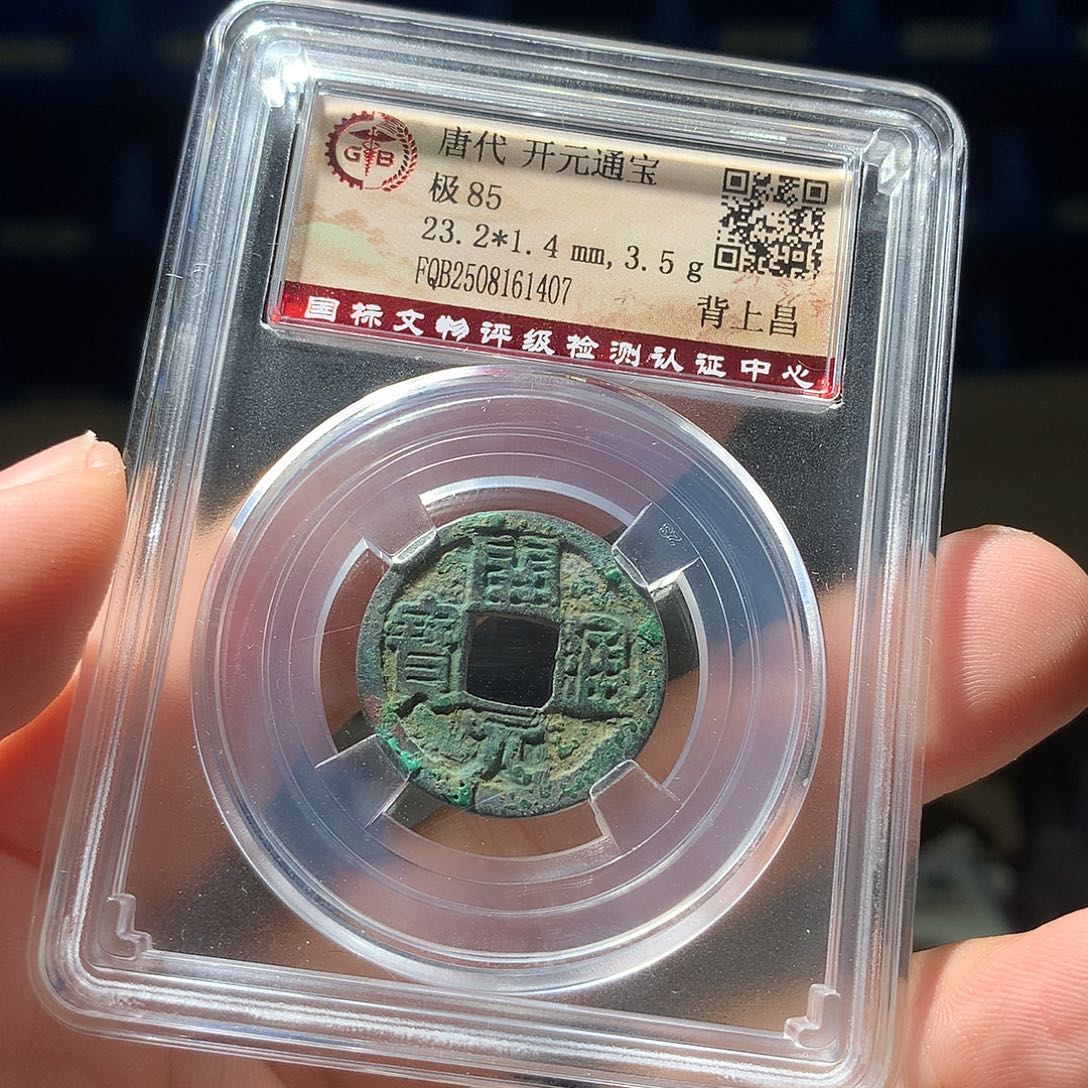 GB
唐代 开元通宝
极85
23.2*1.4 mm, 3.5 g
FQB2508161407
背上昌
国标文物评级检测认证中心
開元通寶